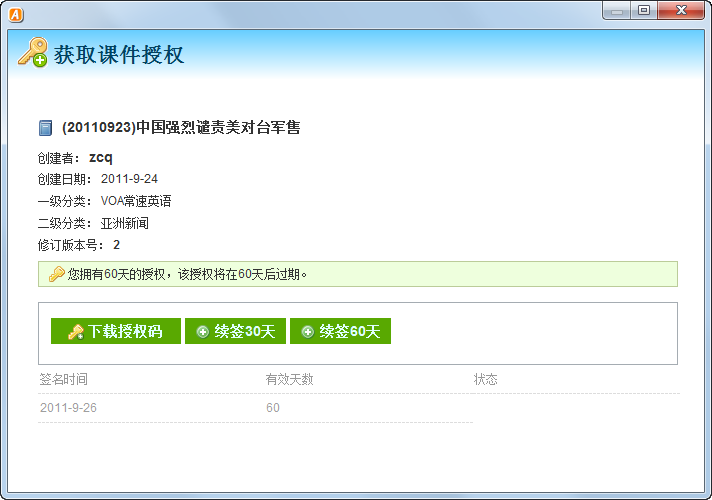 获取课件授权
(20110923)中国强烈谴责美对台军售
创建者： zcq
创建日期： 2011-9-24
一级分类： VOA常速英语
二级分类： 亚洲新闻
修订版本号： 2
您拥有60天的授权，该授权将在60天后过期。
下载授权码 续签30天 续签60天
签名时间 有效天数 状态
2011-9-26 60